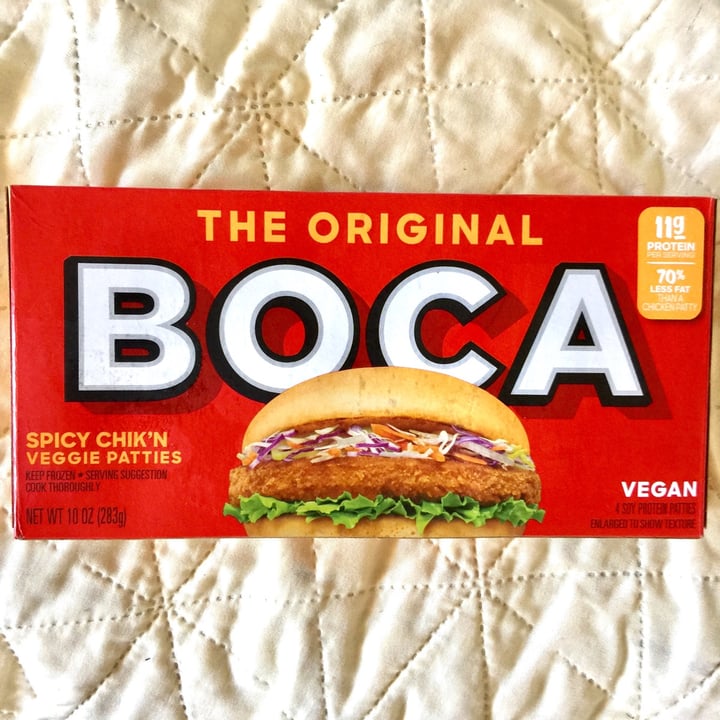 THE ORIGINAL
BOCA
11g
PROTEIN
PER SERVING
70%
LESS FAT
THAN A
CHICKEN PATTY
SPICY CHIK'N
VEGGIE PATTIES
KEEP FROZEN • SERVING SUGGESTION
COOK THOROUGHLY
NET WT 10 OZ (283g)
VEGAN
4 SOY PROTEIN PATTIES
ENLARGED TO SHOW TEXTURE